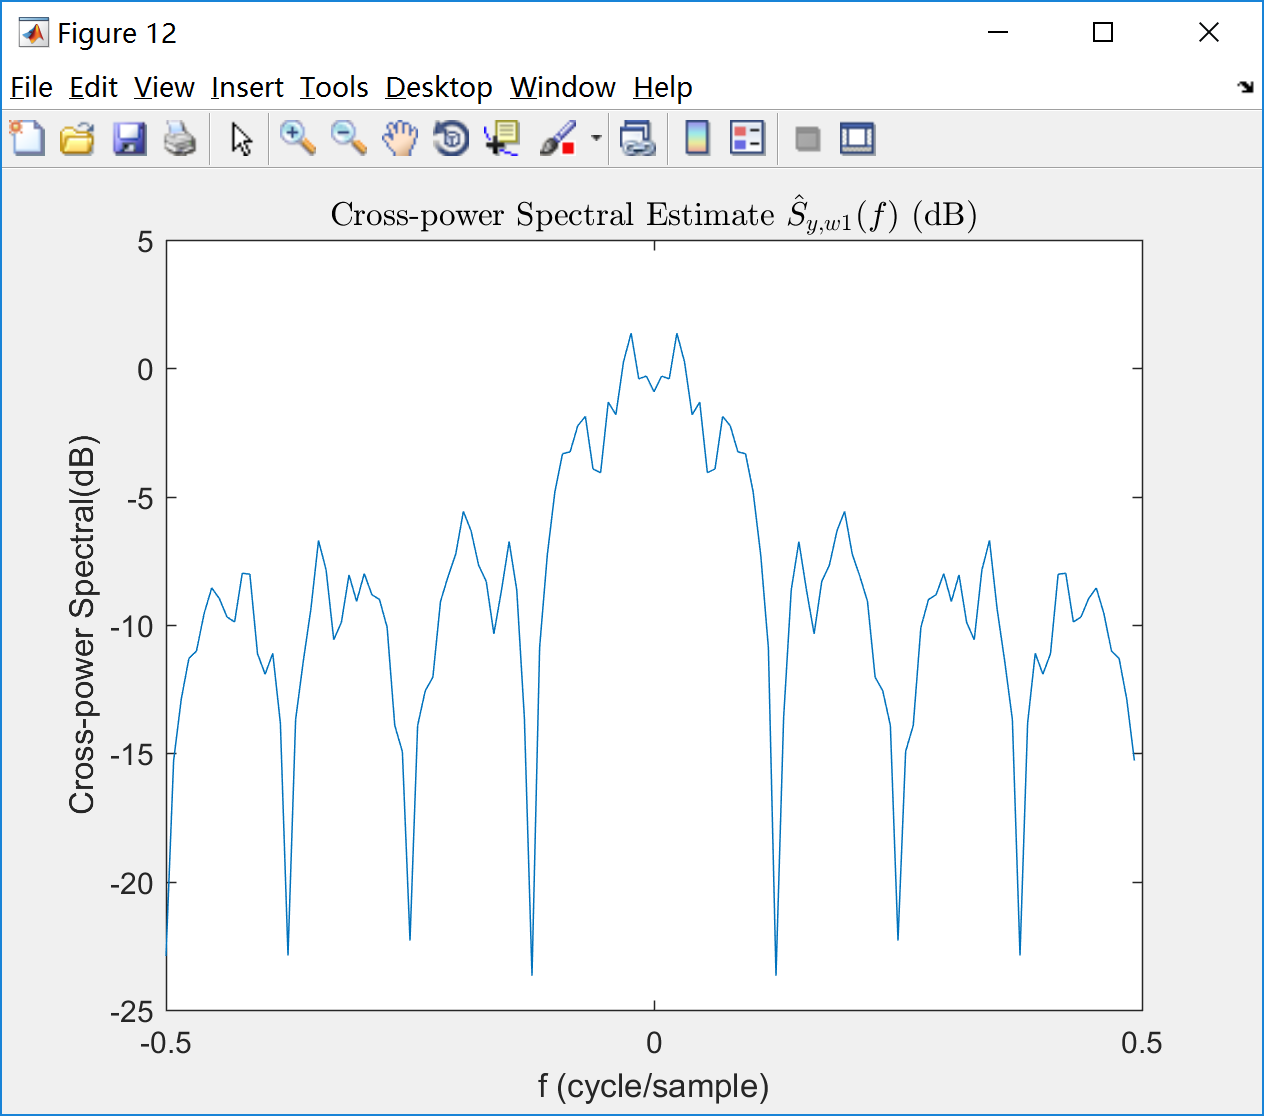 Figure 12
File Edit View Insert Tools Desktop Window Help
Cross-power Spectral Estimate Ŝy,w1(f) (dB)
5
0
-5
-10
-15
-20
-25
Cross-power Spectral(dB)
-0.5 0 0.5
f (cycle/sample)